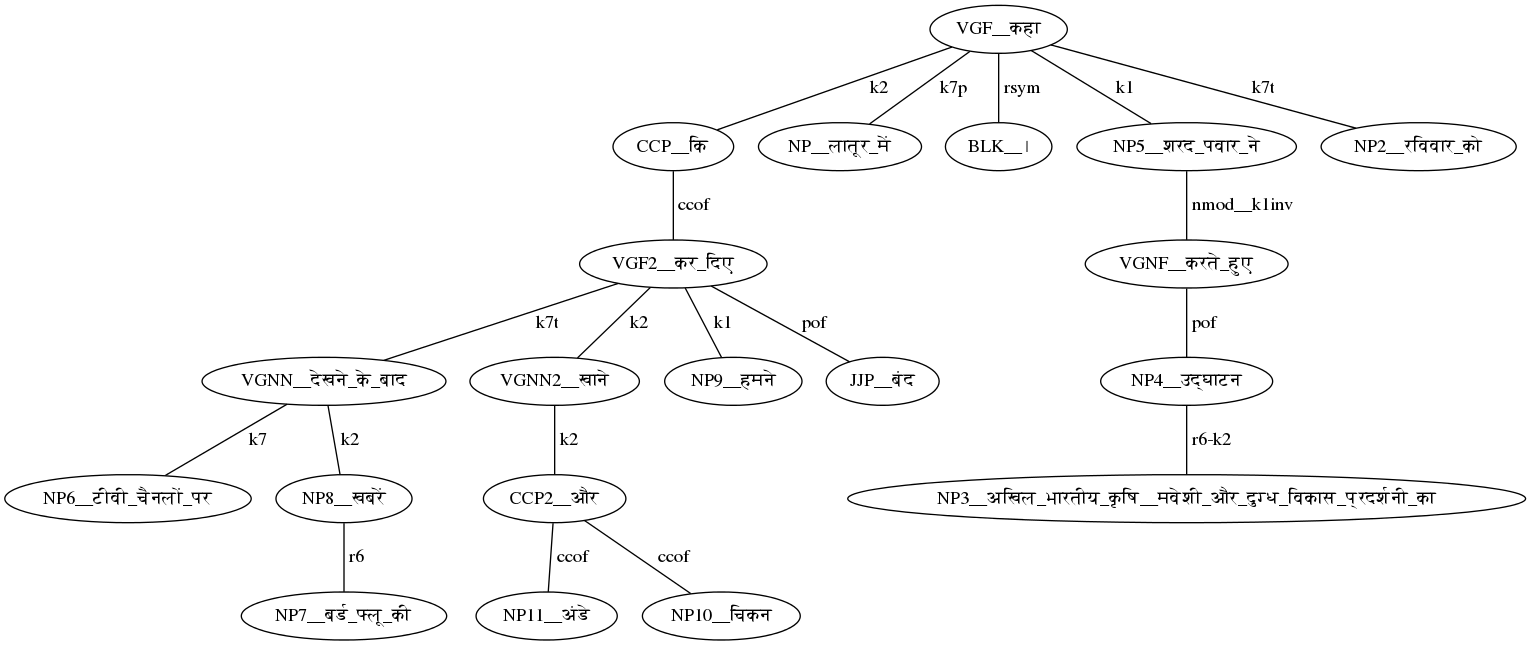 VGF__कहा
k2
k7p
rsym
k1
k7t
CCP__कि
NP__लातूर_में
BLK__।
NP5__शरद_पवार_ने
NP2__रविवार_को
ccof
nmod__k1inv
VGF2__कर_दिए
VGNF__करते_हुए
k7t
k2
k1
pof
pof
VGNN__देखने_के_बाद
VGNN2__खाने
NP9__हमने
JJP__बंद
NP4__उद्घाटन
k7
k2
k2
r6-k2
NP6__टीवी_चैनलों_पर
NP8__खबरें
CCP2__और
NP3__अखिल_भारतीय_कृषि__मवेशी_और_दुग्ध_विकास_प्रदर्शनी_का
r6
ccof
ccof
NP7__बर्ड_फ्लू_की
NP11__अंडे
NP10__चिकन